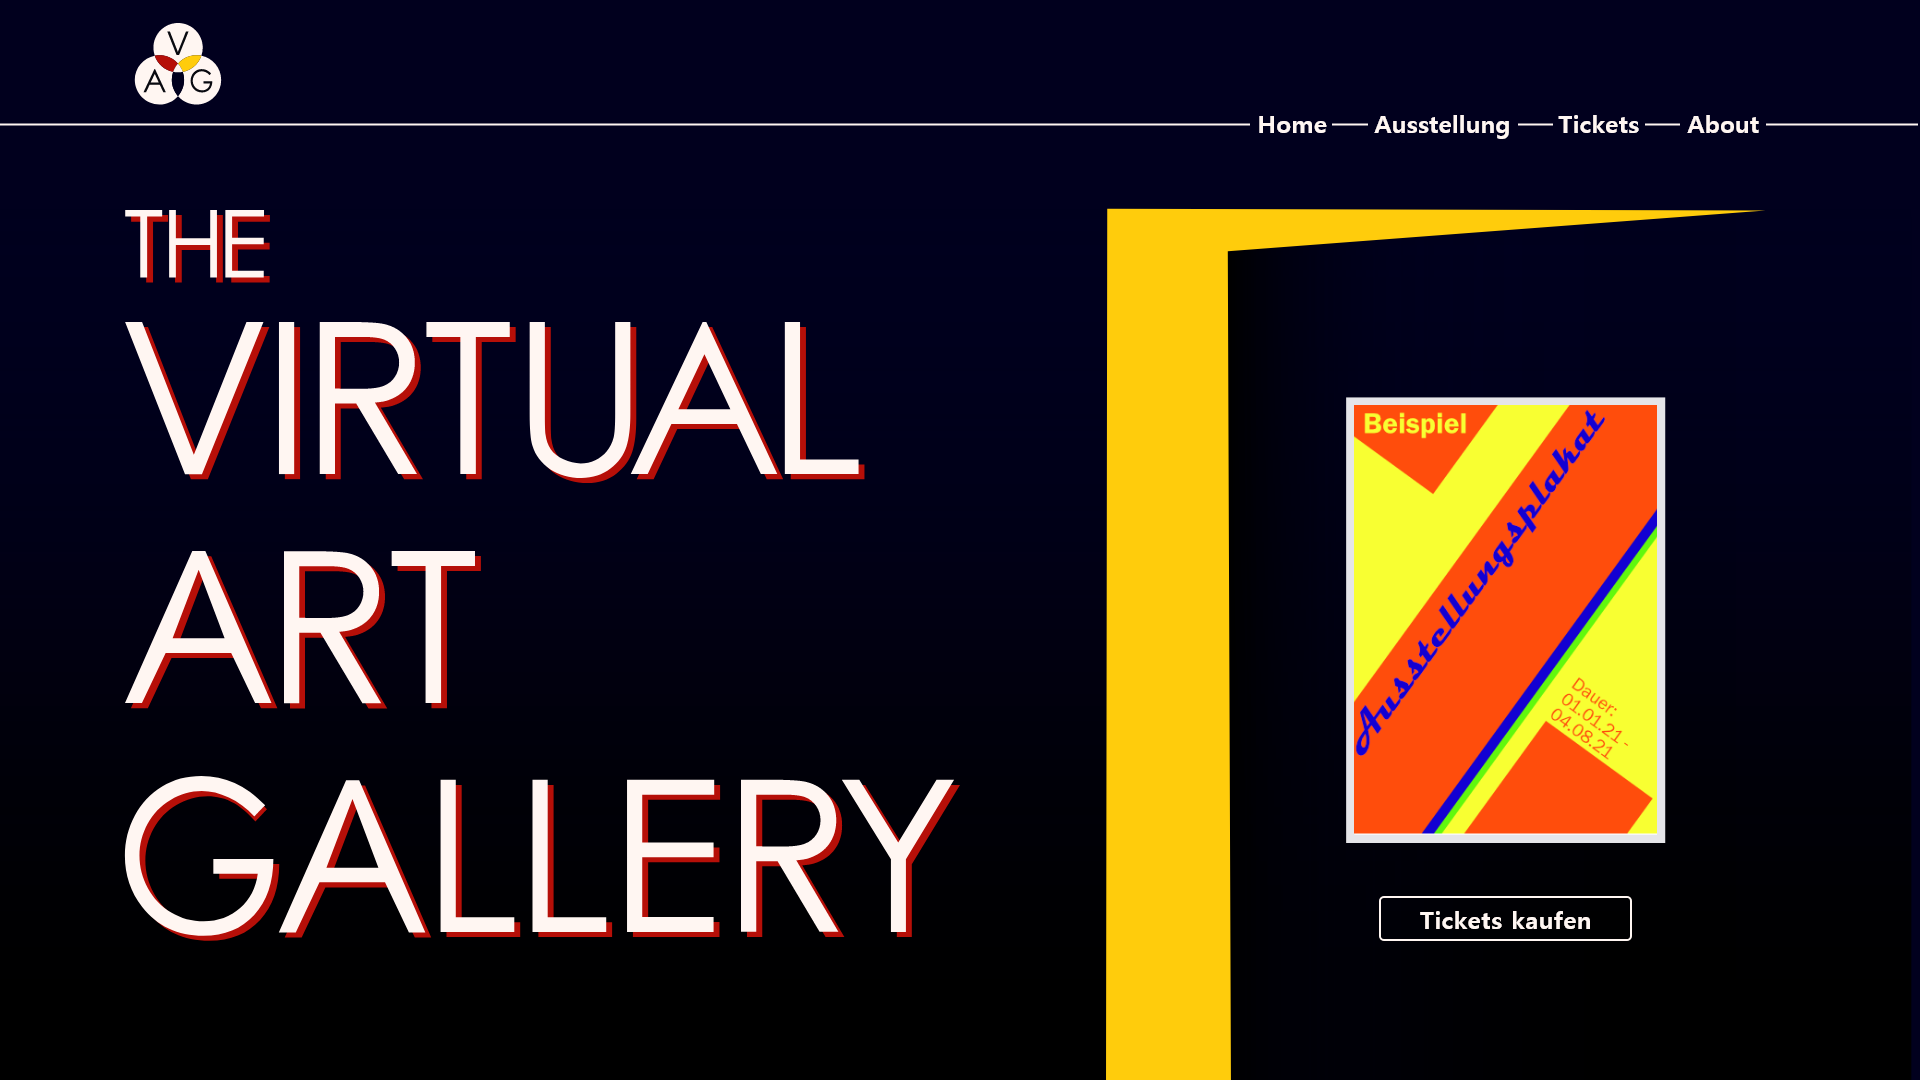 V
A G
Home Ausstellung Tickets About
THE
VIRTUAL
ART
GALLERY
Beispiel
Ausstellungsplakat
Dauer:
01.01.21 -
04.08.21
Tickets kaufen